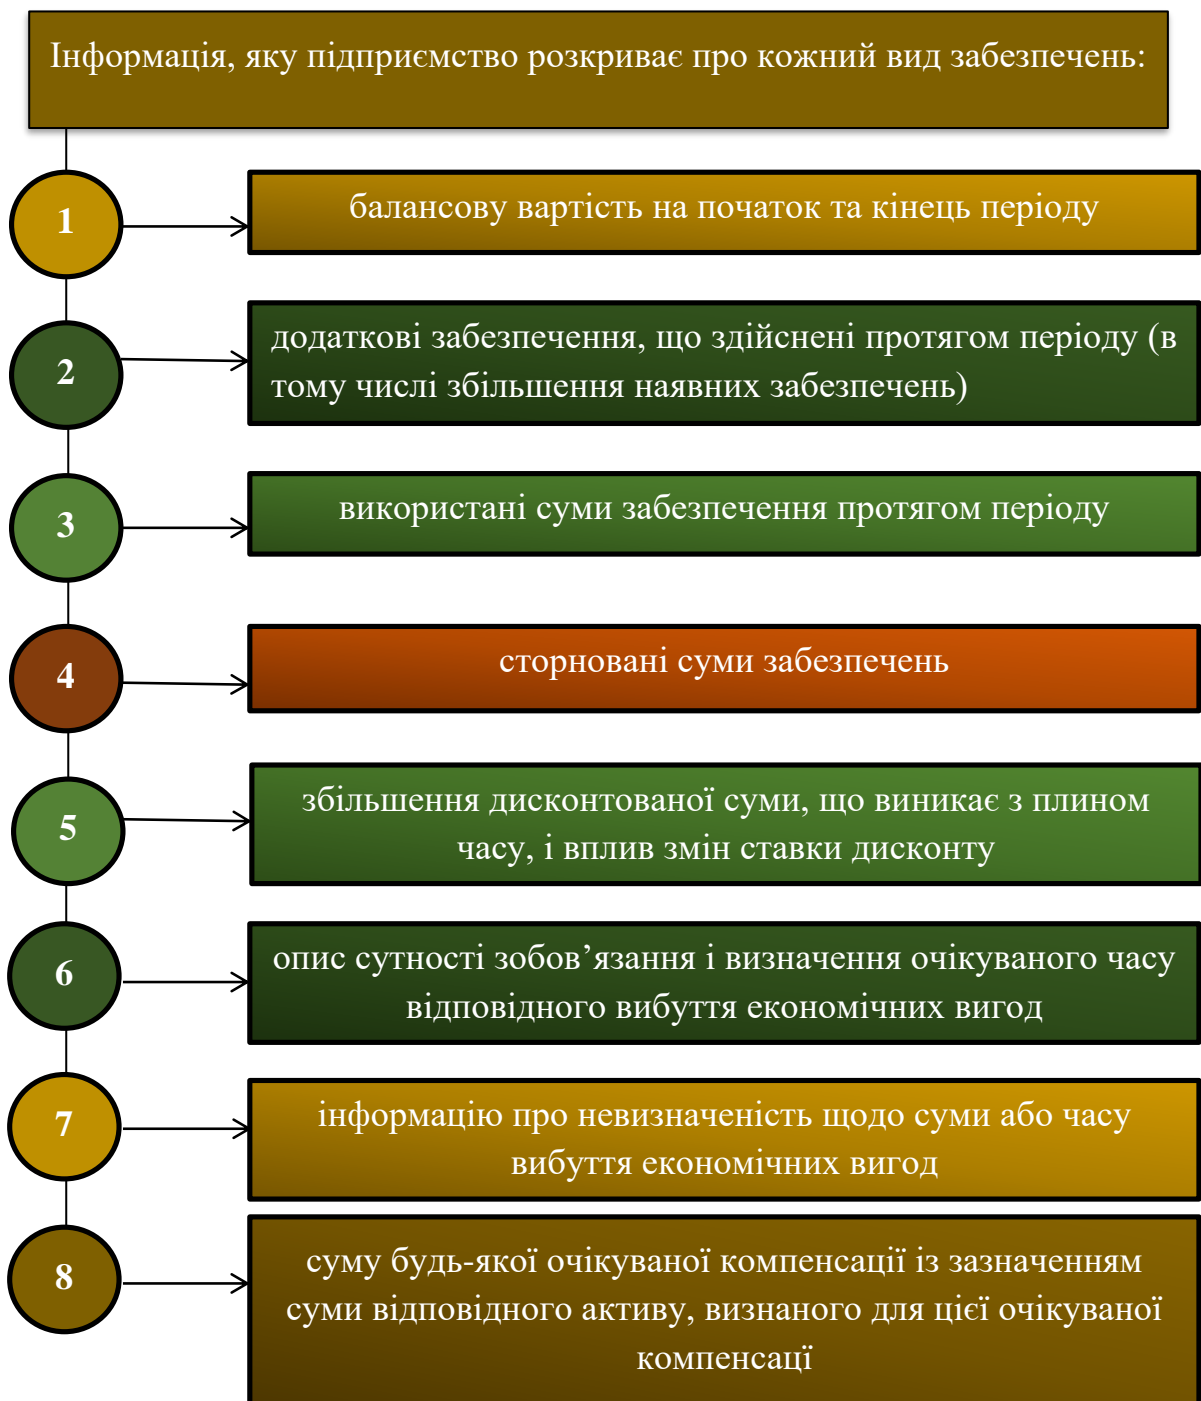 Інформація, яку підприємство розкриває про кожний вид забезпечень:
1
балансову вартість на початок та кінець періоду
2
додаткові забезпечення, що здійснені протягом періоду (в
тому числі збільшення наявних забезпечень)
3
використані суми забезпечення протягом періоду
4
сторновані суми забезпечень
5
збільшення дисконтованої суми, що виникає з плином
часу, і вплив змін ставки дисконту
6
опис сутності зобов’язання і визначення очікуваного часу
відповідного вибуття економічних вигод
7
інформацію про невизначеність щодо суми або часу
вибуття економічних вигод
8
суму будь-якої очікуваної компенсації із зазначенням
суми відповідного активу, визнаного для цієї очікуваної
компенсаці